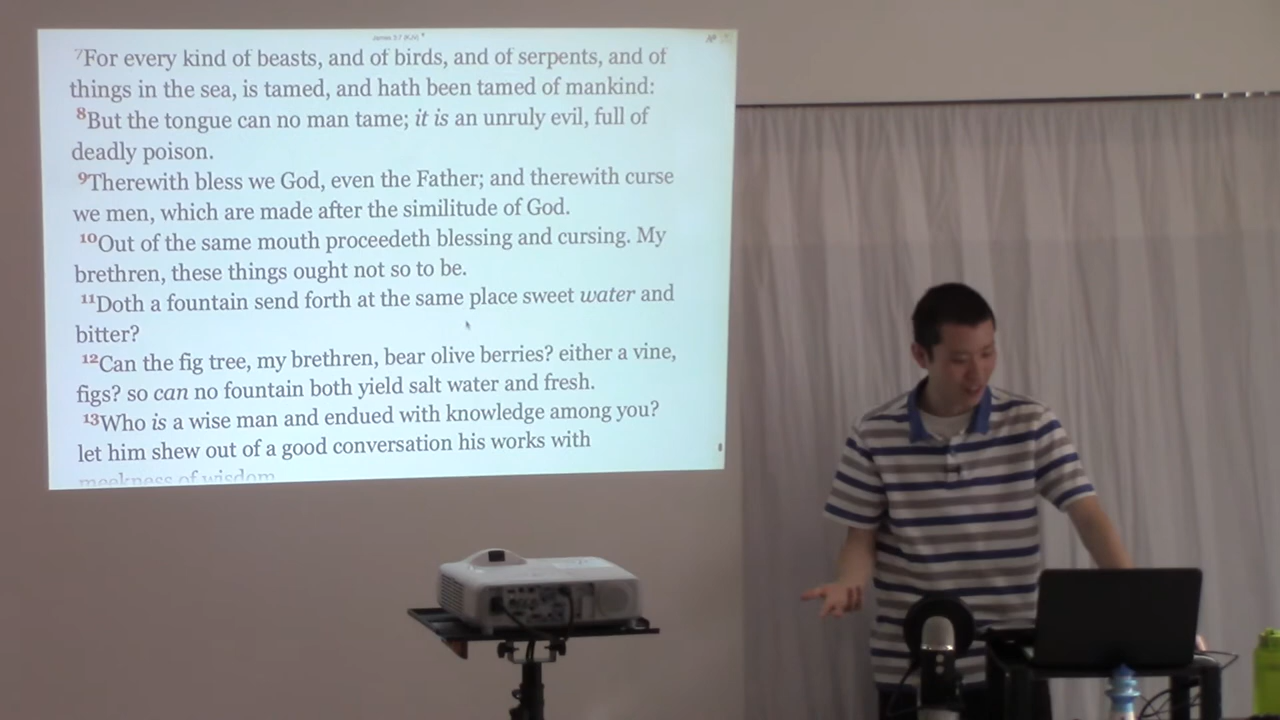 James 3:7 (KJV)
7For every kind of beasts, and of birds, and of serpents, and of
things in the sea, is tamed, and hath been tamed of mankind:
8But the tongue can no man tame; it is an unruly evil, full of
deadly poison.
9Therewith bless we God, even the Father; and therewith curse
we men, which are made after the similitude of God.
10Out of the same mouth proceedeth blessing and cursing. My
brethren, these things ought not so to be.
11Doth a fountain send forth at the same place sweet water and
bitter?
12Can the fig tree, my brethren, bear olive berries? either a vine,
figs? so can no fountain both yield salt water and fresh.
13Who is a wise man and endued with knowledge among you?
let him shew out of a good conversation his works with
meekness of wisdom